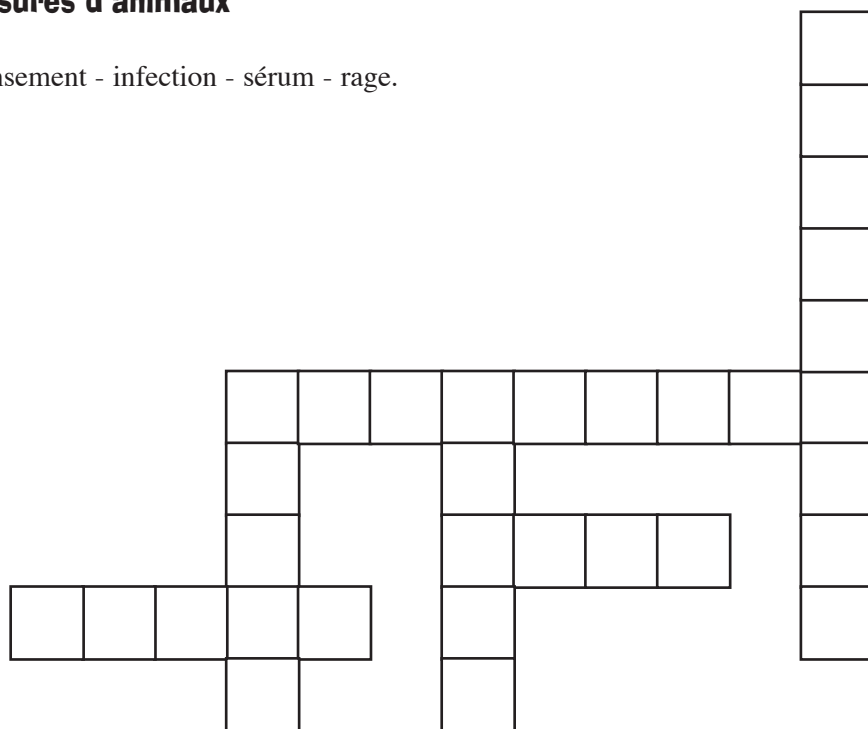 sures d'animaux
nsement - infection - sérum - rage.